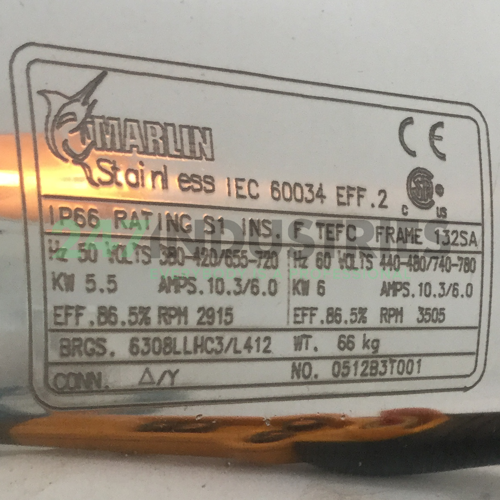 MARLIN
Stainless IEC 60034 EFF.2
CE
C US
IP66 RATING S1 INS. F TEFC FRAME 132SA
Hz 50 VOLTS 380-420/655-720 Hz 60 VOLTS 440-480/740-780
KW 5.5 AMPS.10.3/6.0 KW 6 AMPS.10.3/6.0
EFF.86.5% RPM 2915 EFF.86.5% RPM 3505
BRGS. 6308LLHC3/L412 WT. 66 kg
CONN. △/Y NO. 0512B3T001